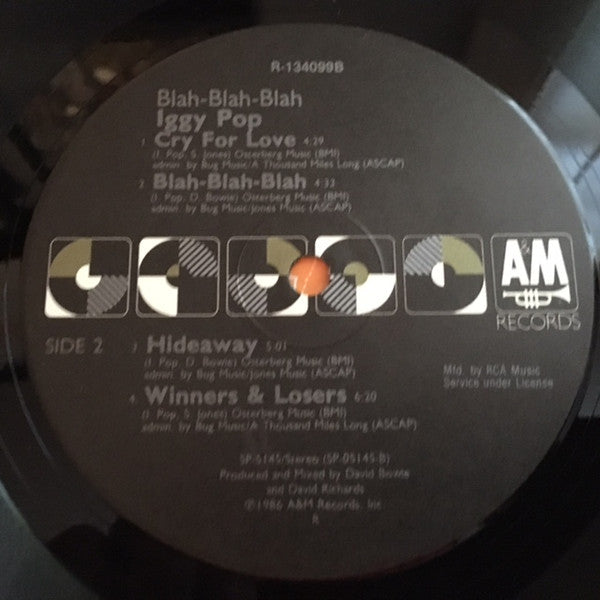 R-134099B
Blah-Blah-Blah
Iggy Pop
1 Cry For Love 4:29
(I. Pop, S. Jones) Osterberg Music (BMI)
admin. by Bug Music/A Thousand Miles Long (ASCAP)
2 Blah-Blah-Blah 4:32
(I. Pop, D. Bowie) Osterberg Music (BMI)
admin. by Bug Music/Jones Music (ASCAP)
A&M
RECORDS
SIDE 2
3 Hideaway 5:01
(I. Pop, D. Bowie) Osterberg Music (BMI)
admin. by Bug Music/Jones Music (ASCAP)
Mfd. by RCA Music
Service under License
4 Winners & Losers 6:20
(I. Pop, S. Jones) Osterberg Music (BMI)
admin. by Bug Music/A Thousand Miles Long (ASCAP)
SP-5145/Stereo (SP-05145-B)
Produced and Mixed by David Bowie
and David Richards
℗1986 A&M Records, Inc
R